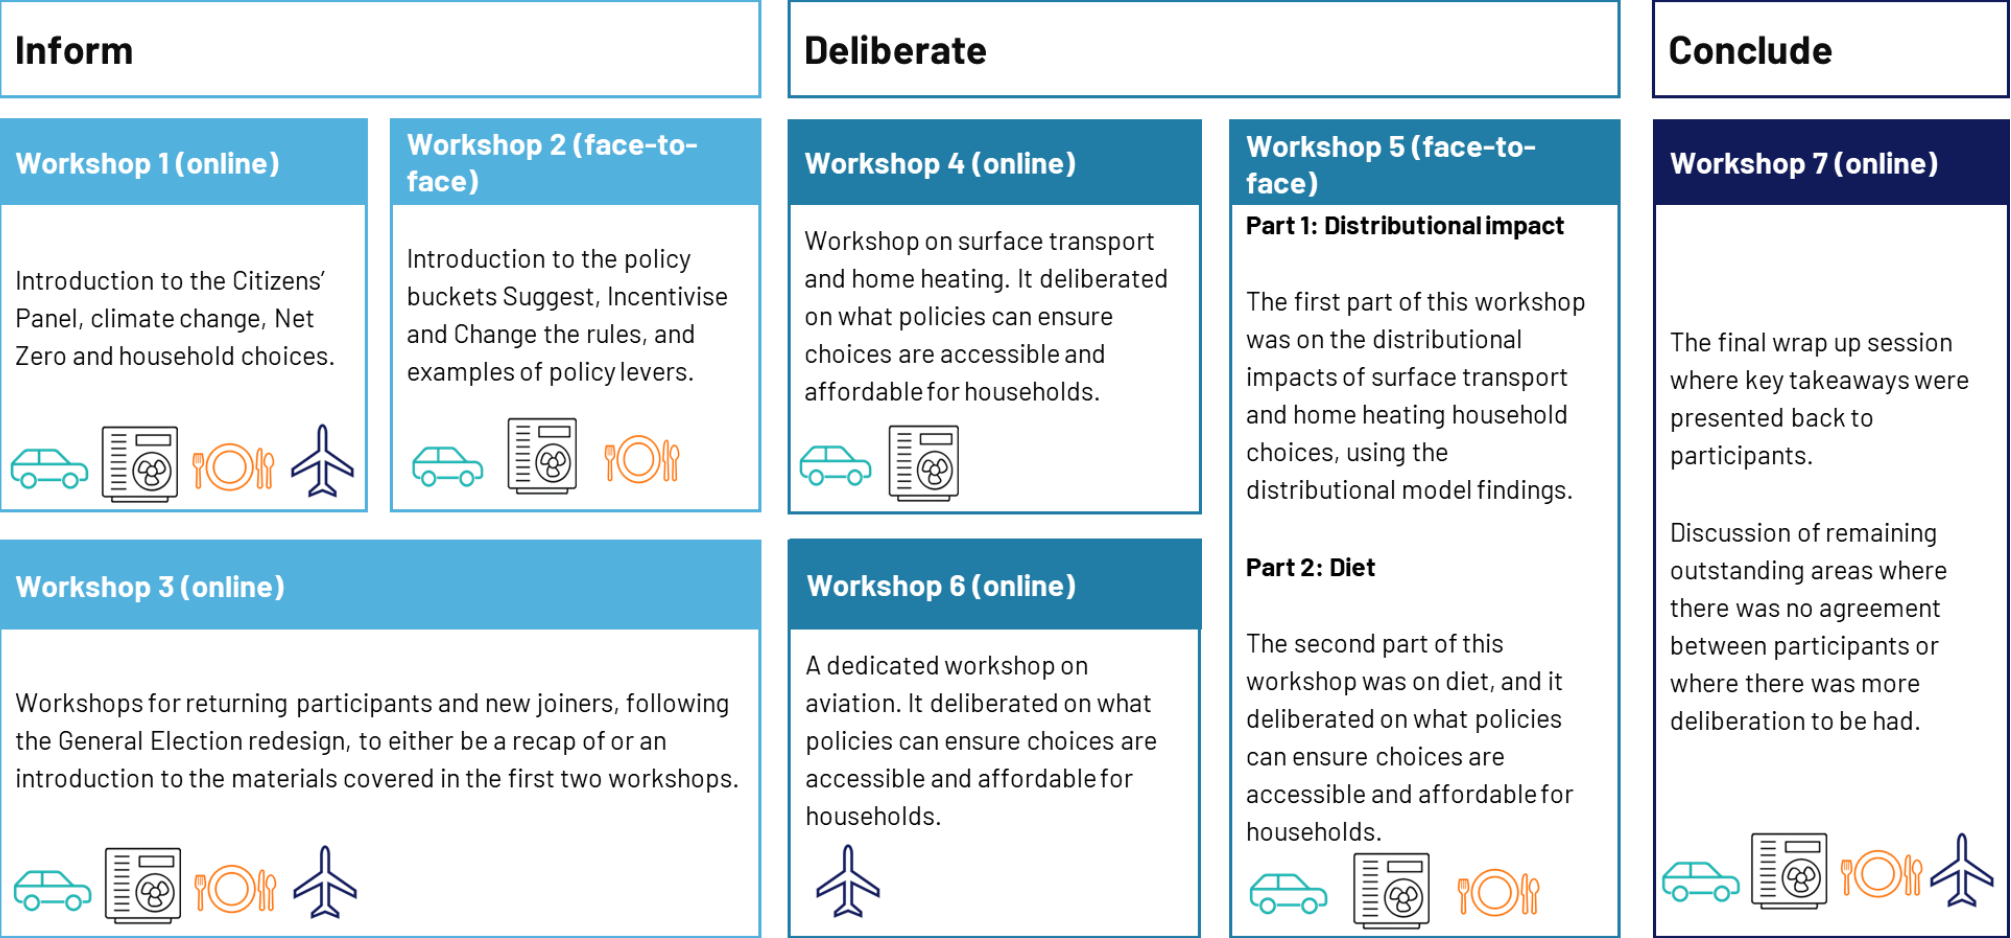 Inform
Workshop 1 (online)
Introduction to the Citizens’
Panel, climate change, Net
Zero and household choices.
Workshop 2 (face-to-
face)
Introduction to the policy
buckets Suggest, Incentivise
and Change the rules, and
examples of policy levers.
Workshop 3 (online)
Workshops for returning participants and new joiners, following
the General Election redesign, to either be a recap of or an
introduction to the materials covered in the first two workshops.
Deliberate
Workshop 4 (online)
Workshop on surface transport
and home heating. It deliberated
on what policies can ensure
choices are accessible and
affordable for households.
Workshop 5 (face-to-
face)
Part 1: Distributional impact
The first part of this workshop
was on the distributional
impacts of surface transport
and home heating household
choices, using the
distributional model findings.
Part 2: Diet
The second part of this
workshop was on diet, and it
deliberated on what policies
can ensure choices are
accessible and affordable for
households.
Workshop 6 (online)
A dedicated workshop on
aviation. It deliberated on what
policies can ensure choices are
accessible and affordable for
households.
Conclude
Workshop 7 (online)
The final wrap up session
where key takeaways were
presented back to
participants.
Discussion of remaining
outstanding areas where
there was no agreement
between participants or
where there was more
deliberation to be had.